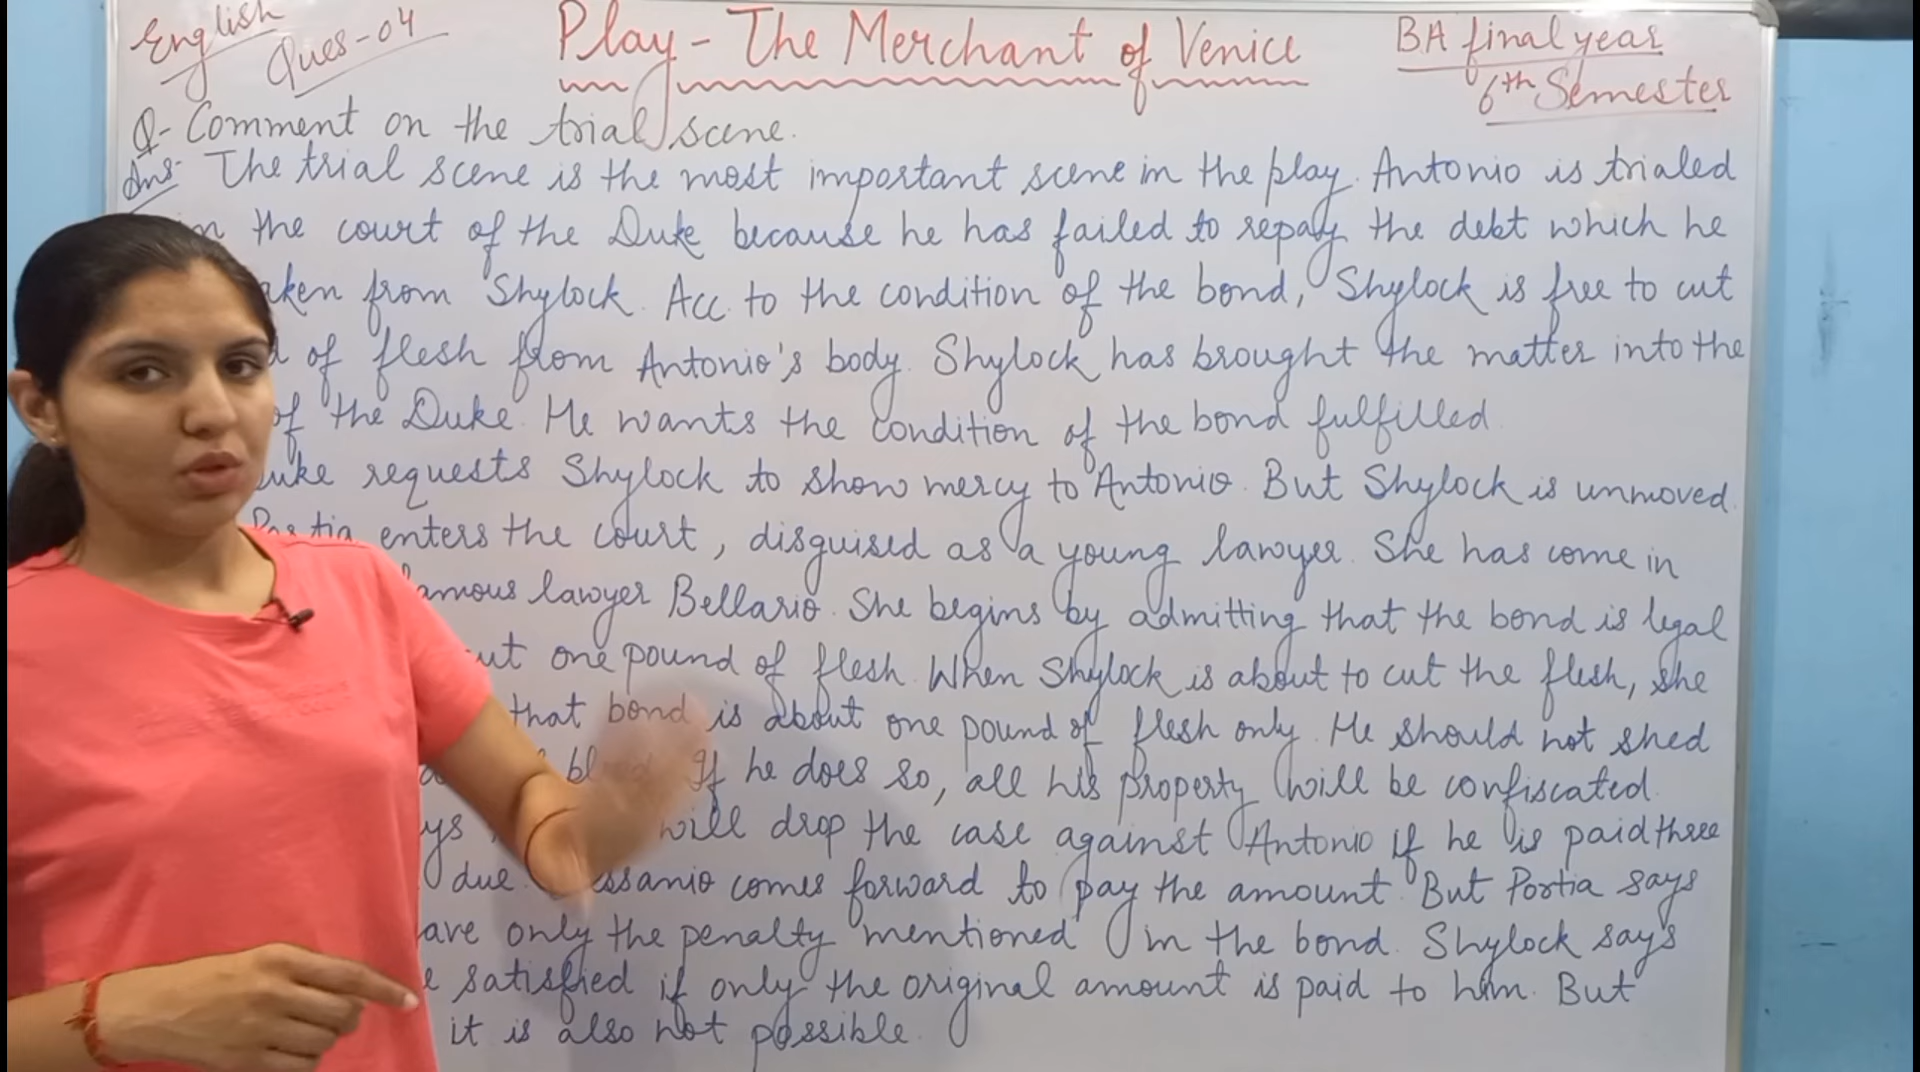 English
Ques-04
Play - The Merchant of Venice
BA final year
6th Semester
Q- Comment on the trial scene.
Ans- The trial scene is the most important scene in the play. Antonio is trialed
in the court of the Duke because he has failed to repay the debt which he
aken from Shylock. Acc. to the condition of the bond, Shylock is free to cut
of flesh from Antonio's body. Shylock has brought the matter into the
of the Duke. He wants the condition of the bond fulfilled.
uke requests Shylock to show mercy to Antonio. But Shylock is unmoved.
Portia enters the court, disguised as a young lawyer. She has come in
amous lawyer Bellario. She begins by admitting that the bond is legal
ut one pound of flesh. When Shylock is about to cut the flesh, she
that bond is about one pound of flesh only. He should not shed
If he does so, all his property will be confiscated.
ys will drop the case against Antonio if he is paid three
due. Bassanio comes forward to pay the amount. But Portia says
ave only the penalty mentioned in the bond. Shylock says
e satisfied if only the original amount is paid to him. But
it is also not possible.